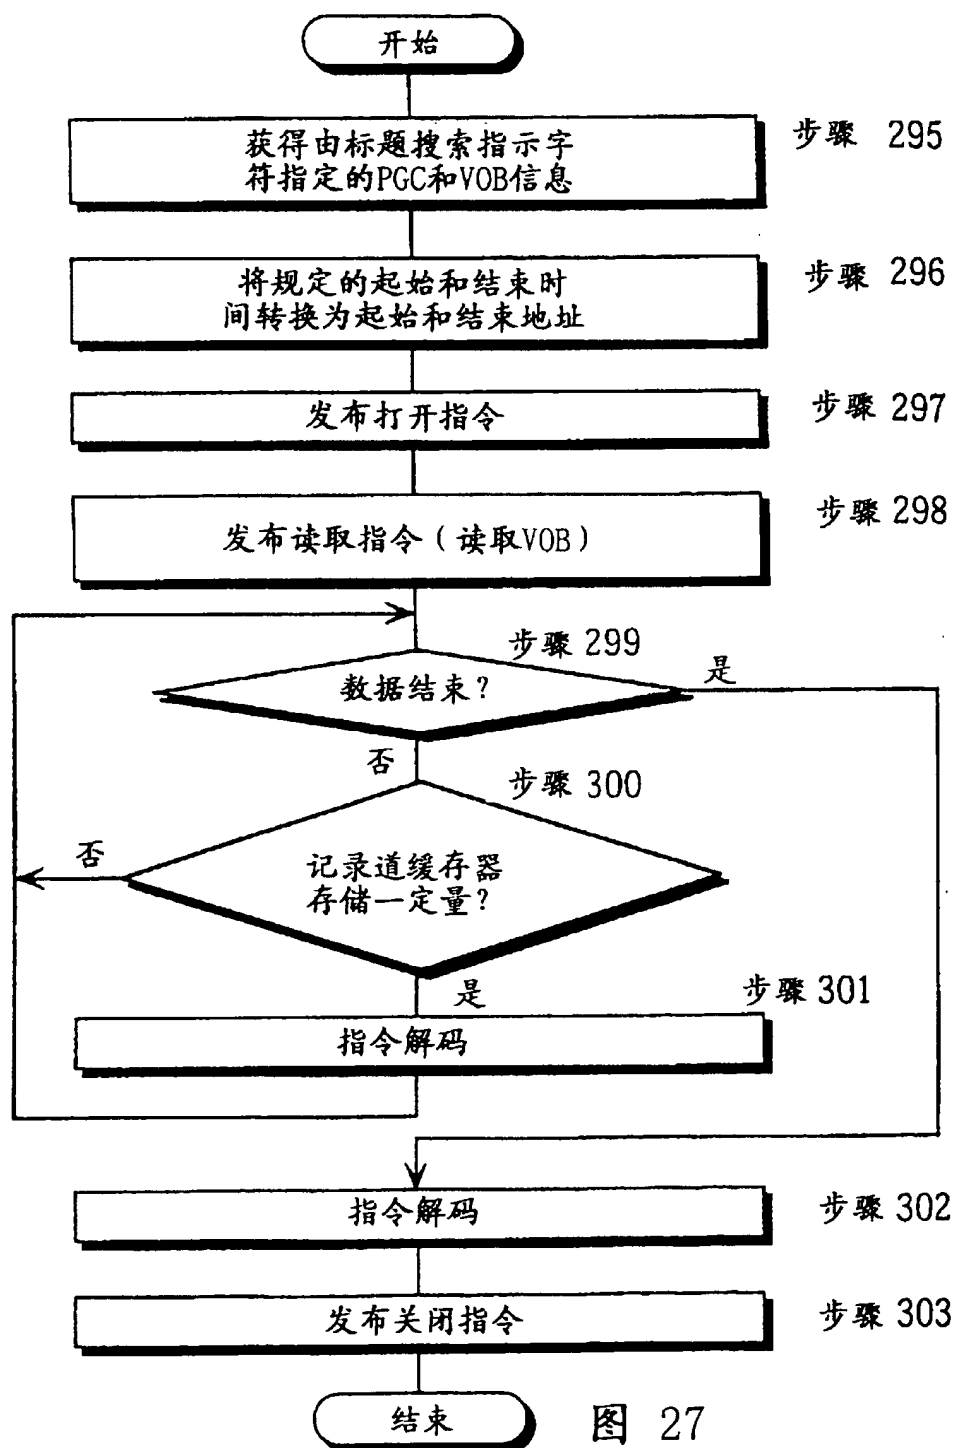 开始
步骤 295
获得由标题搜索指示字
符指定的PGC和VOB信息
步骤 296
将规定的起始和结束时
间转换为起始和结束地址
步骤 297
发布打开指令
步骤 298
发布读取指令(读取VOB)
步骤 299
数据结束?
是
否
步骤 300
否
记录道缓存器
存储一定量?
是
步骤 301
指令解码
步骤 302
指令解码
步骤 303
发布关闭指令
结束
图 27